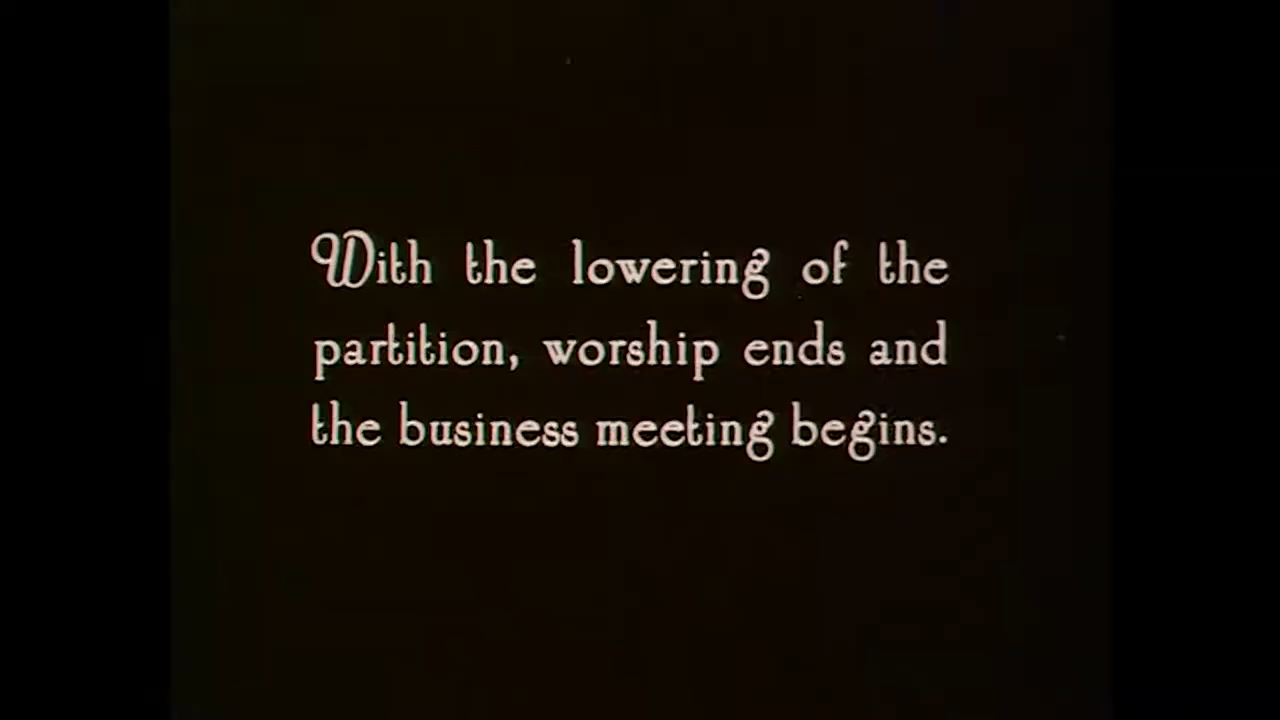 With the lowering of the
partition, worship ends and
the business meeting begins.